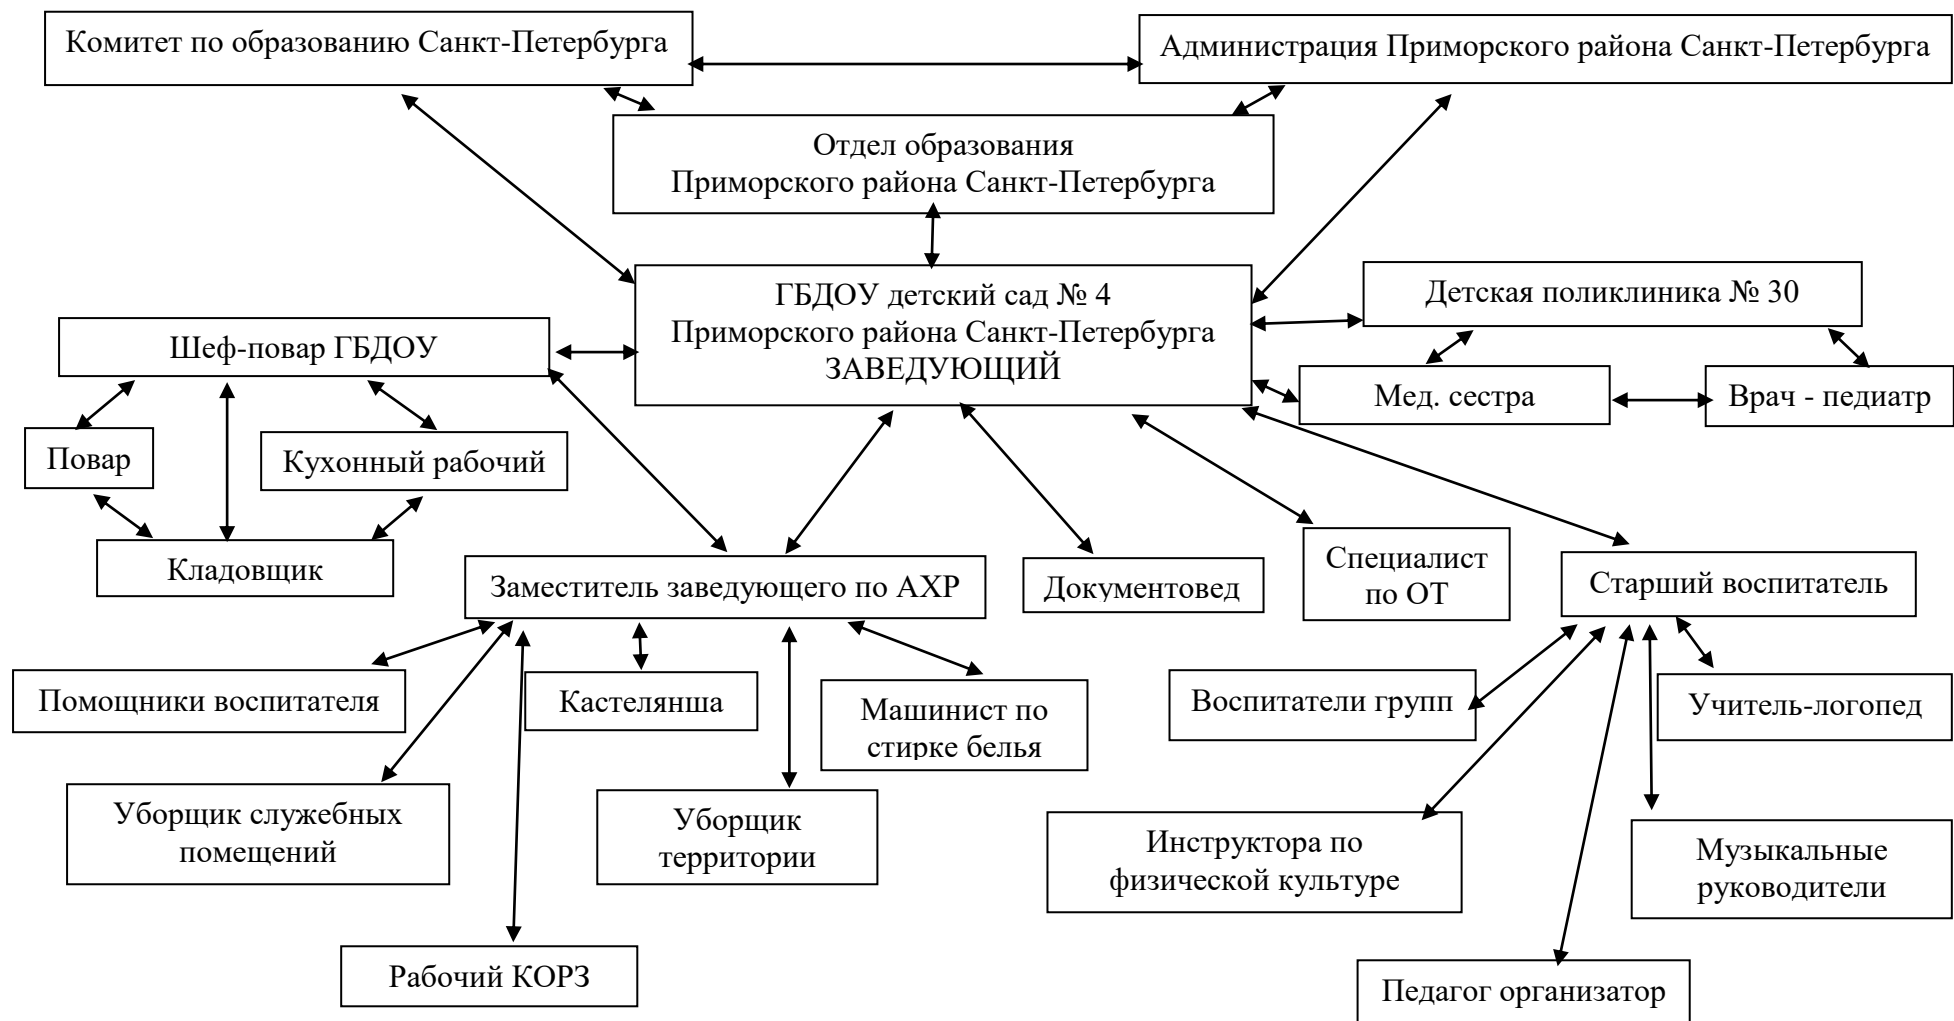 Комитет по образованию Санкт-Петербурга
Администрация Приморского района Санкт-Петербурга
Отдел образования
Приморского района Санкт-Петербурга
ГБДОУ детский сад № 4
Приморского района Санкт-Петербурга
ЗАВЕДУЮЩИЙ
Детская поликлиника № 30
Шеф-повар ГБДОУ
Мед. сестра
Врач - педиатр
Повар
Кухонный рабочий
Кладовщик
Заместитель заведующего по АХР
Документовед
Специалист
по ОТ
Старший воспитатель
Помощники воспитателя
Кастелянша
Машинист по
стирке белья
Воспитатели групп
Учитель-логопед
Уборщик служебных
помещений
Уборщик
территории
Инструктора по
физической культуре
Музыкальные
руководители
Рабочий КОРЗ
Педагог организатор